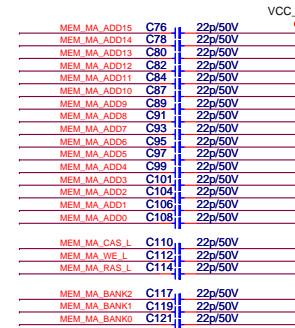 VCC_
MEM_MA_ADD15 C76 22p/50V
MEM_MA_ADD14 C78 22p/50V
MEM_MA_ADD13 C80 22p/50V
MEM_MA_ADD12 C82 22p/50V
MEM_MA_ADD11 C84 22p/50V
MEM_MA_ADD10 C87 22p/50V
MEM_MA_ADD9 C89 22p/50V
MEM_MA_ADD8 C91 22p/50V
MEM_MA_ADD7 C93 22p/50V
MEM_MA_ADD6 C95 22p/50V
MEM_MA_ADD5 C97 22p/50V
MEM_MA_ADD4 C99 22p/50V
MEM_MA_ADD3 C101 22p/50V
MEM_MA_ADD2 C104 22p/50V
MEM_MA_ADD1 C106 22p/50V
MEM_MA_ADD0 C108 22p/50V
MEM_MA_CAS_L C110 22p/50V
MEM_MA_WE_L C112 22p/50V
MEM_MA_RAS_L C114 22p/50V
MEM_MA_BANK2 C117 22p/50V
MEM_MA_BANK1 C119 22p/50V
MEM_MA_BANK0 C121 22p/50V